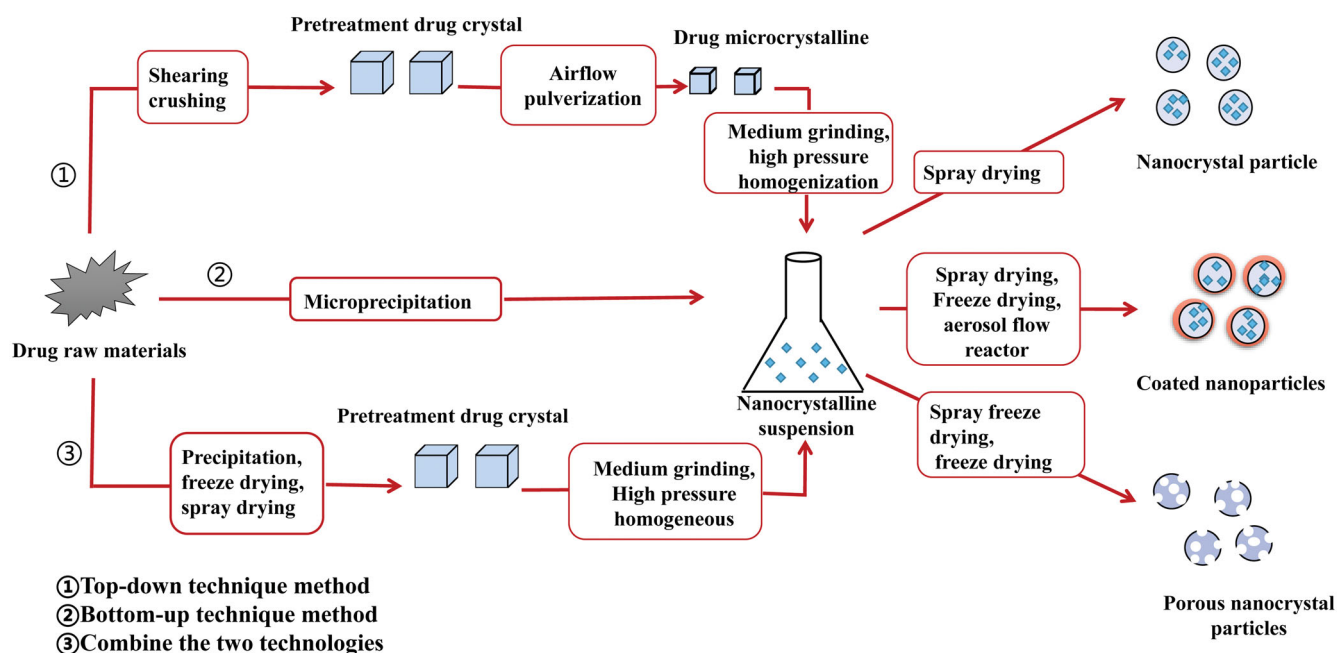 Pretreatment drug crystal
Shearing
crushing
Airflow
pulverization
Drug microcrystalline
Medium grinding,
high pressure
homogenization
①
Drug raw materials
②
Microprecipitation
③
Precipitation,
freeze drying,
spray drying
Pretreatment drug crystal
Medium grinding,
High pressure
homogeneous
Nanocrystalline
suspension
Spray drying
Nanocrystal particle
Spray drying,
Freeze drying,
aerosol flow
reactor
Coated nanoparticles
Spray freeze
drying,
freeze drying
Porous nanocrystal
particles
①Top-down technique method
②Bottom-up technique method
③Combine the two technologies